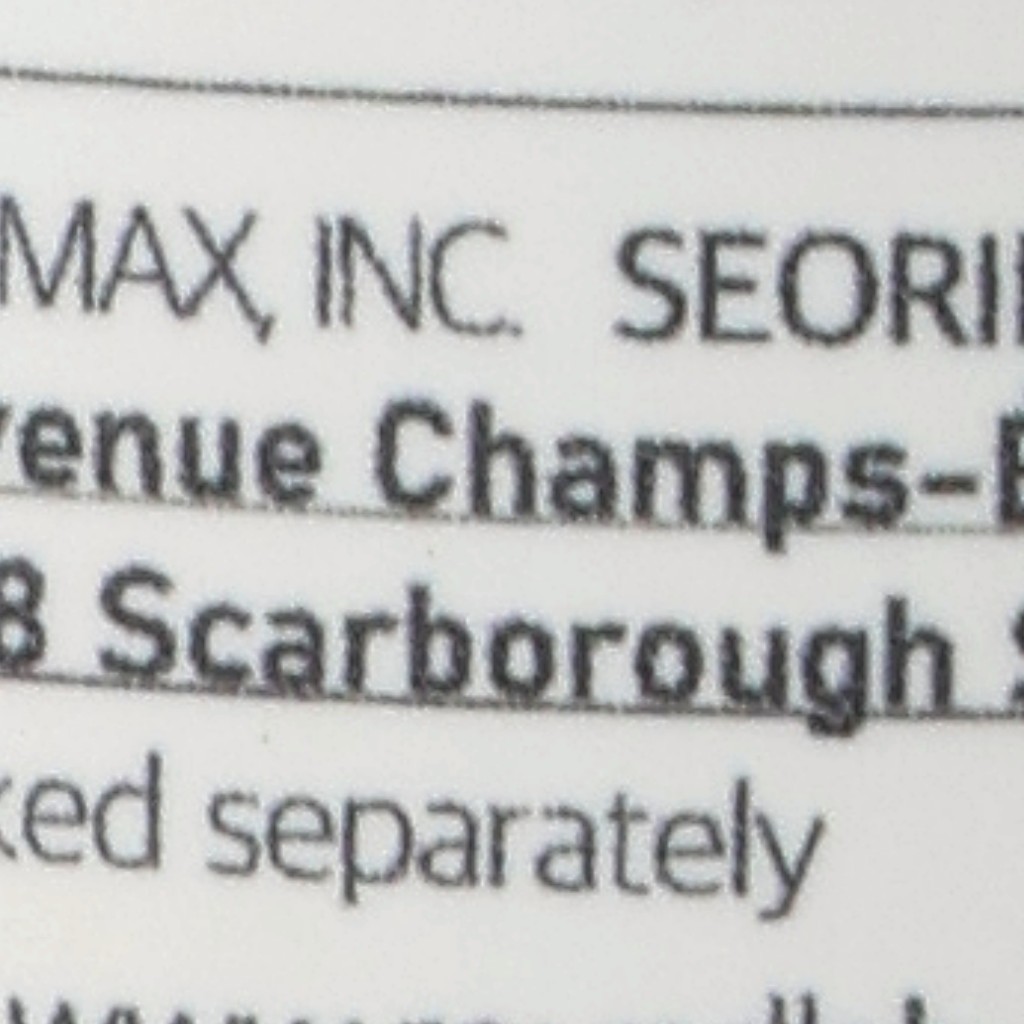 MAX, INC. SEORI
venue Champs-E
8 Scarborough S
ked separately